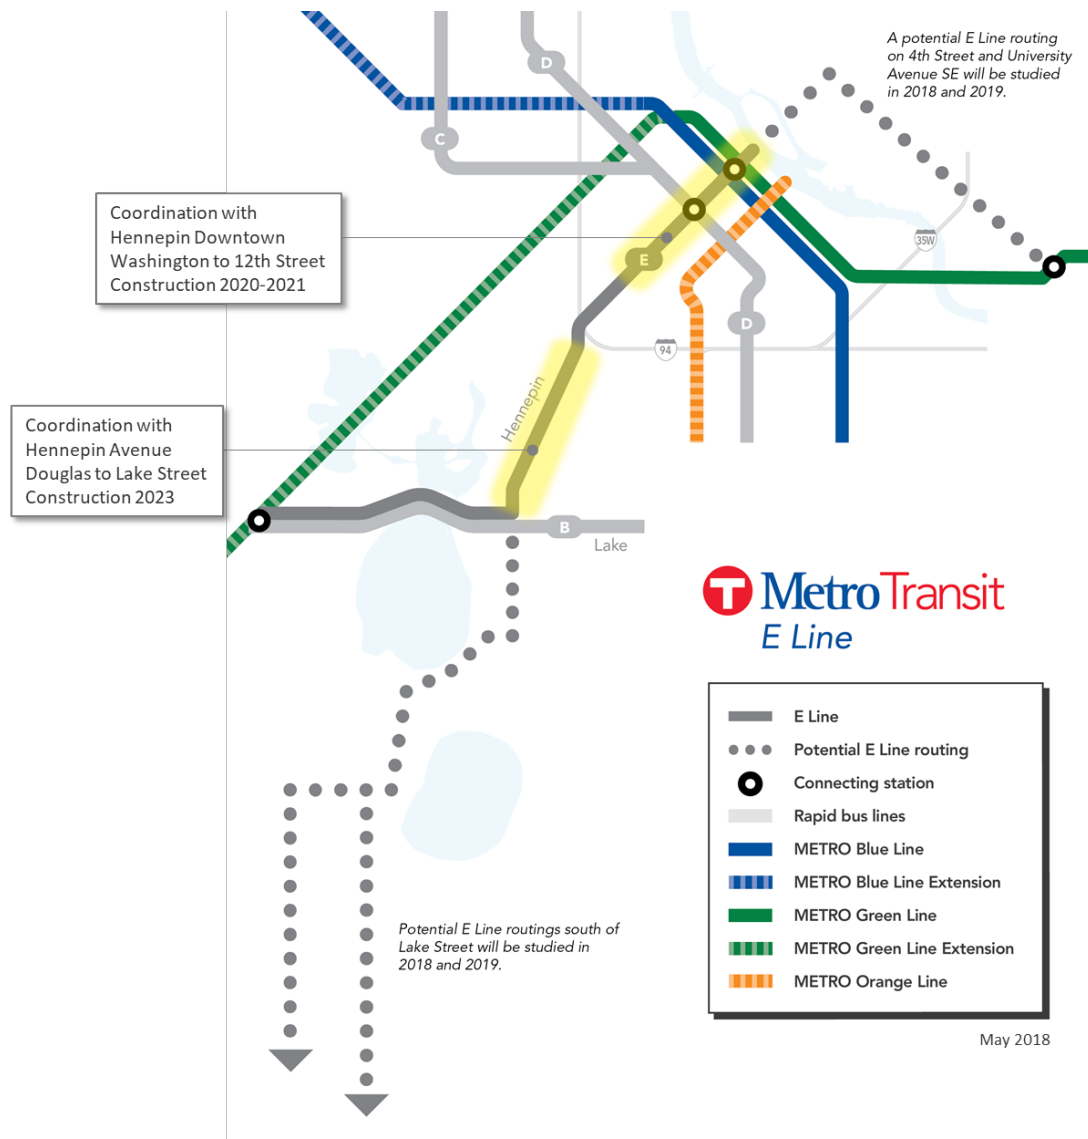 A potential E Line routing
on 4th Street and University
Avenue SE will be studied
in 2018 and 2019.
D
C
Coordination with
Hennepin Downtown
Washington to 12th Street
Construction 2020-2021
35W
E
D
94
Hennepin
Coordination with
Hennepin Avenue
Douglas to Lake Street
Construction 2023
B
Lake
T MetroTransit
E Line
E Line
Potential E Line routing
Connecting station
Rapid bus lines
METRO Blue Line
METRO Blue Line Extension
METRO Green Line
METRO Green Line Extension
METRO Orange Line
Potential E Line routings south of
Lake Street will be studied in
2018 and 2019.
May 2018